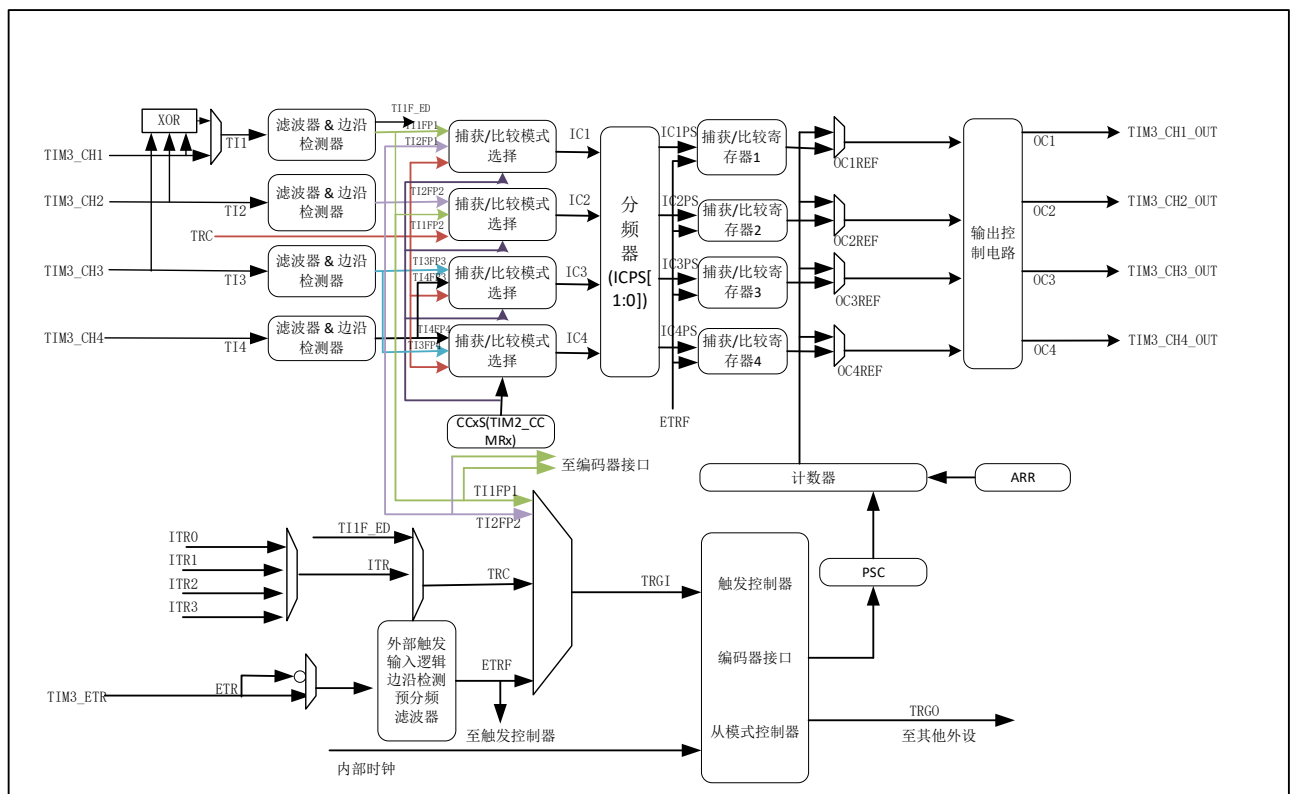 XOR
TIM3_CH1
TI1
滤波器 & 边沿
检测器
TI1F_ED
TI1FP1
TI2FP1
捕获/比较模式
选择
IC1
IC1PS
捕获/比较寄
存器1
OC1REF
OC1
TIM3_CH1_OUT
TIM3_CH2
TI2
滤波器 & 边沿
检测器
TI2FP2
TI1FP2
TRC
捕获/比较模式
选择
IC2
IC2PS
捕获/比较寄
存器2
OC2REF
OC2
TIM3_CH2_OUT
TIM3_CH3
TI3
滤波器 & 边沿
检测器
TI3FP3
TI4FP3
捕获/比较模式
选择
IC3
IC3PS
捕获/比较寄
存器3
OC3REF
OC3
TIM3_CH3_OUT
TIM3_CH4
TI4
滤波器 & 边沿
检测器
TI4FP4
TI3FP4
捕获/比较模式
选择
IC4
IC4PS
捕获/比较寄
存器4
OC4REF
OC4
TIM3_CH4_OUT
分
频
器
(ICPS[
1:0])
输出控
制电路
ETRF
CCxS(TIM2_CC
MRx)
至编码器接口
计数器
ARR
TI1FP1
TI2FP2
ITR0
ITR1
ITR2
ITR3
TI1F_ED
ITR
TRC
TRGI
触发控制器
编码器接口
从模式控制器
PSC
外部触发
输入逻辑
边沿检测
预分频
滤波器
ETRF
TIM3_ETR
ETR
至触发控制器
TRGO
至其他外设
内部时钟